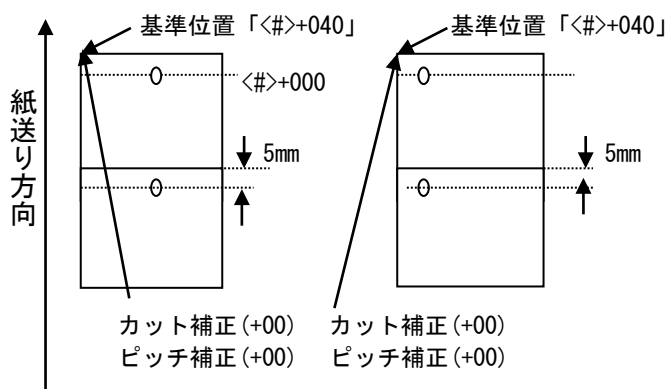 基準位置「<#>+040」
基準位置「<#>+040」
<#>+000
紙送り方向
5mm
5mm
カット補正(+00)
ピッチ補正(+00)
カット補正(+00)
ピッチ補正(+00)